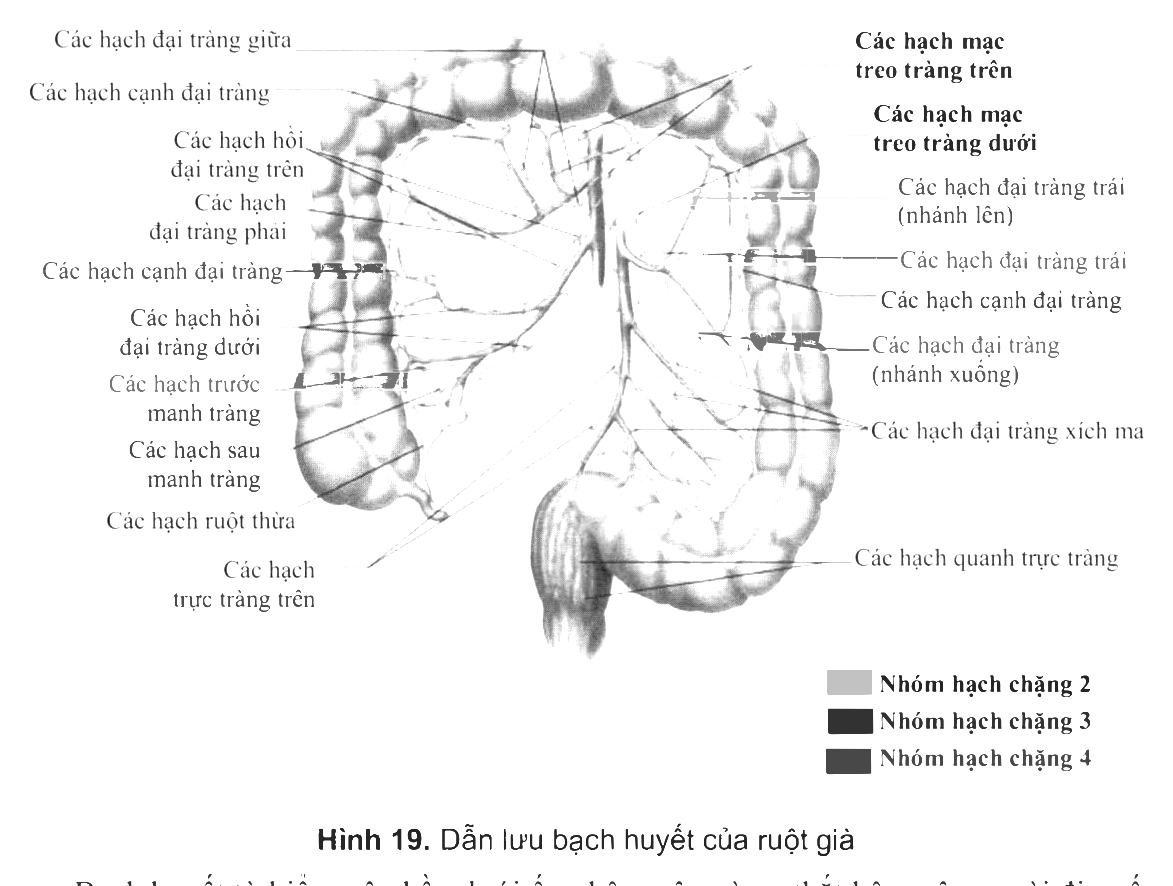 Các hạch đại tràng giữa
Các hạch cạnh đại tràng
Các hạch hồi
đại tràng trên
Các hạch
đại tràng phải
Các hạch cạnh đại tràng
Các hạch hồi
đại tràng dưới
Các hạch trước
manh tràng
Các hạch sau
manh tràng
Các hạch ruột thừa
Các hạch
trực tràng trên
Các hạch mạc
treo tràng trên
Các hạch mạc
treo tràng dưới
Các hạch đại tràng trái
(nhánh lên)
Các hạch đại tràng trái
Các hạch cạnh đại tràng
Các hạch đại tràng
(nhánh xuống)
Các hạch đại tràng xích ma
Các hạch quanh trực tràng
Nhóm hạch chặng 2
Nhóm hạch chặng 3
Nhóm hạch chặng 4
Hình 19. Dẫn lưu bạch huyết của ruột già